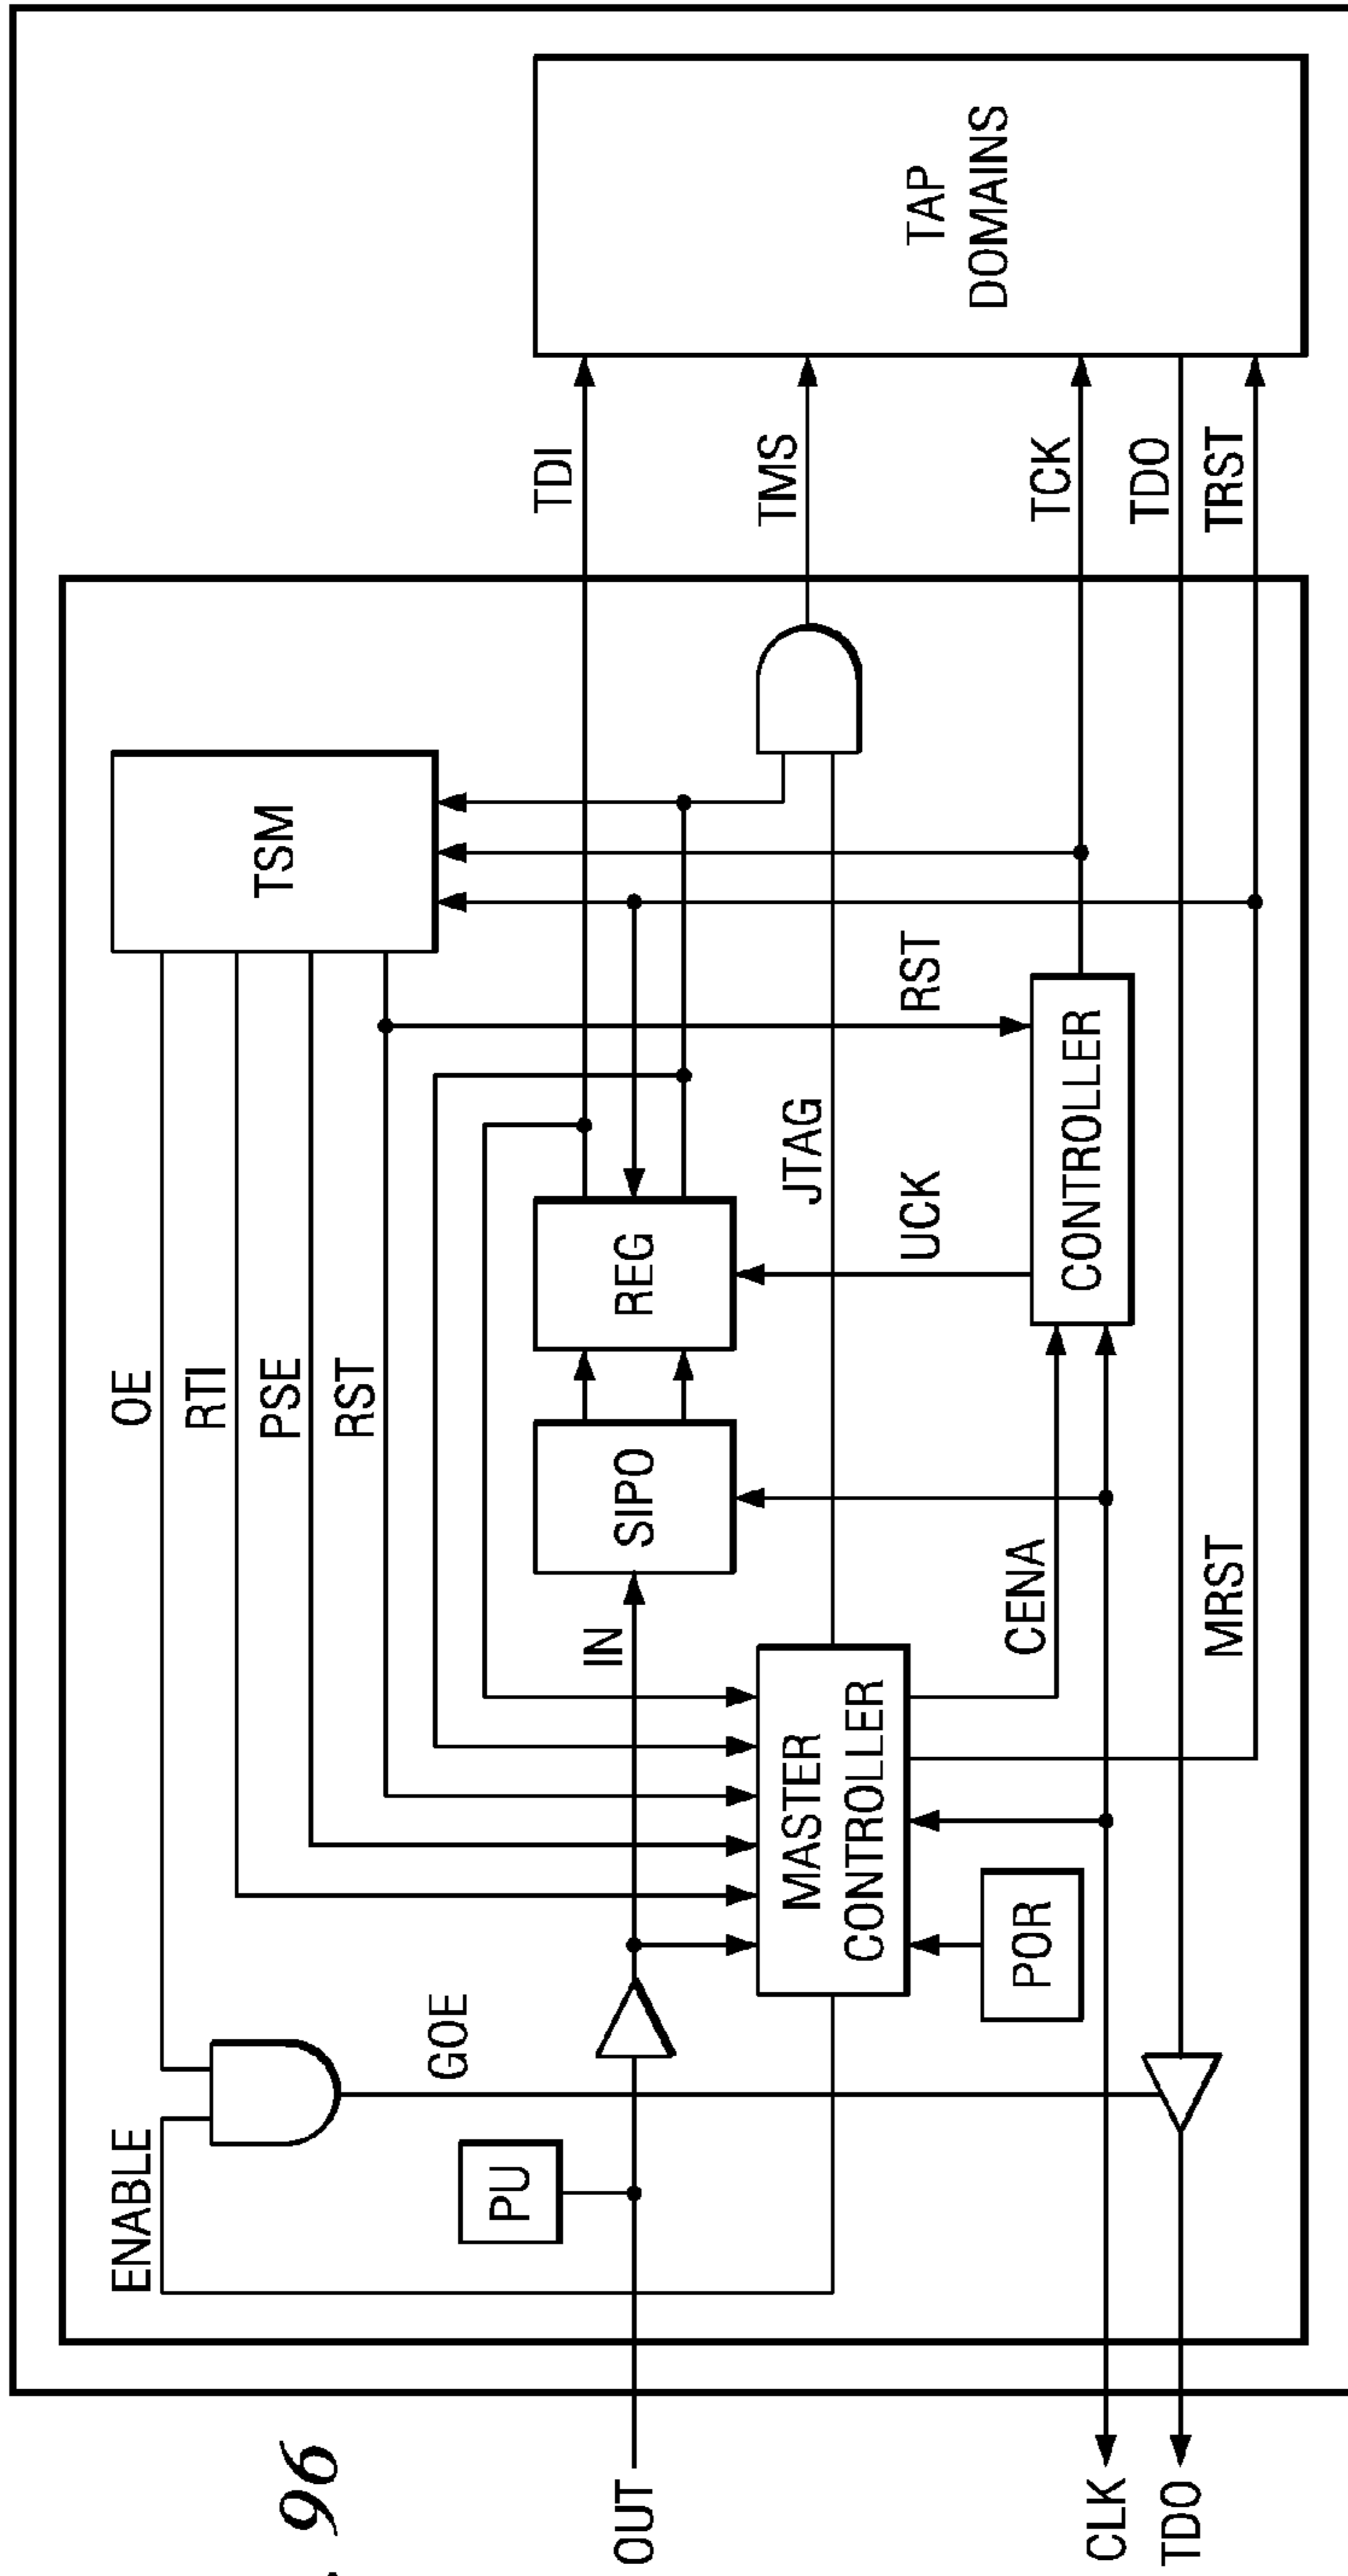 96
ENABLE
OE
RTI
PSE
RST
TSM
GOE
PU
OUT
IN
SIPO
REG
TDI
TMS
TCK
TDO
TRST
TAP
DOMAINS
JTAG
UCK
RST
MASTER
CONTROLLER
CENA
CONTROLLER
POR
MRST
CLK
TDO